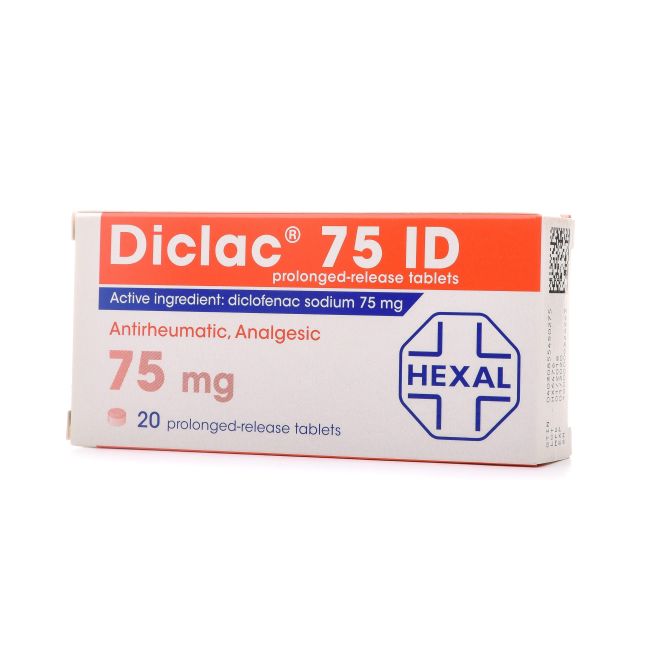 Diclac® 75 ID
prolonged-release tablets
Active ingredient: diclofenac sodium 75 mg
Antirheumatic, Analgesic
75 mg
HEXAL
20 prolonged-release tablets